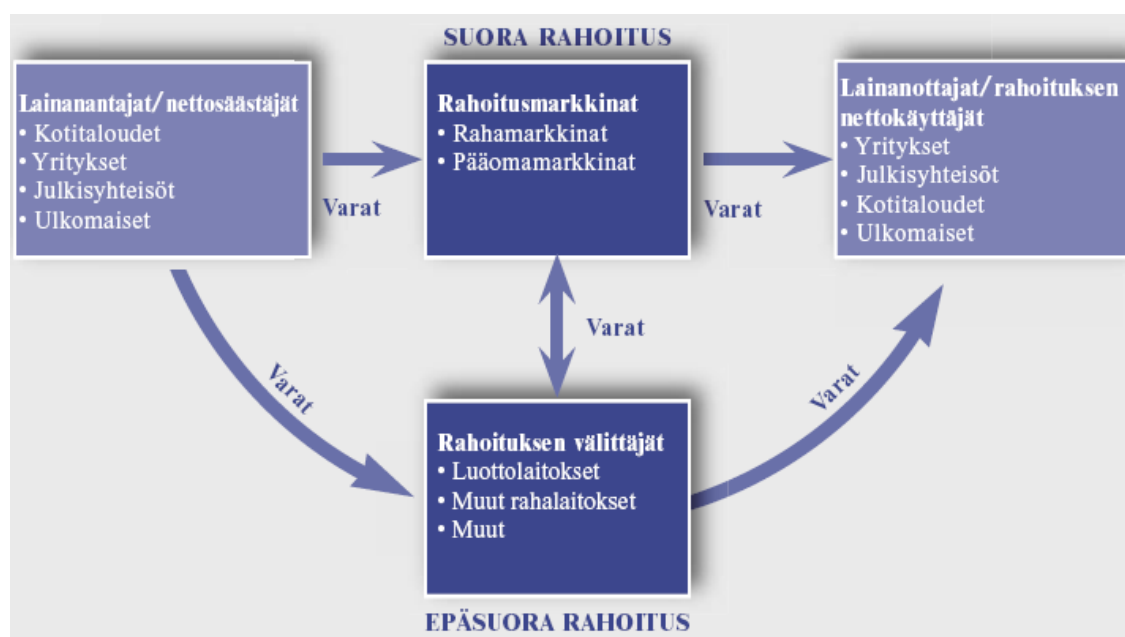 SUORA RAHOITUS
Lainanantajat/nettosäästäjät
• Kotitaloudet
• Yritykset
• Julkisyhteisöt
• Ulkomaiset
Varat
Rahoitusmarkkinat
• Rahamarkkinat
• Pääomamarkkinat
Varat
Lainanottajat/rahoituksen
nettokäyttäjät
• Yritykset
• Julkisyhteisöt
• Kotitaloudet
• Ulkomaiset
Varat
Varat
Varat
Rahoituksen välittäjät
• Luottolaitokset
• Muut rahalaitokset
• Muut
EPÄSUORA RAHOITUS